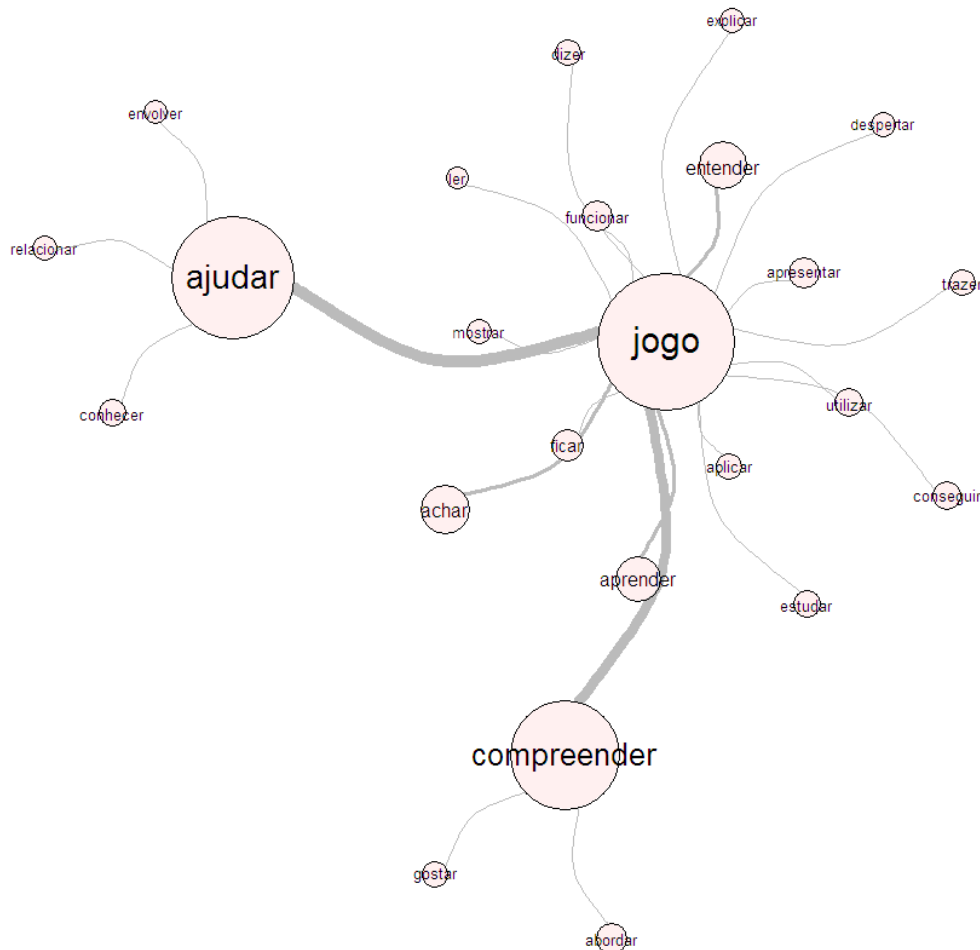 explicar
dizer
envolver
despertar
entender
ler
funcionar
relacionar
ajudar
apresentar
trazer
mostrar
jogo
conhecer
utilizar
ficar
aplicar
conseguir
achar
aprender
estudar
compreender
gostar
abordar